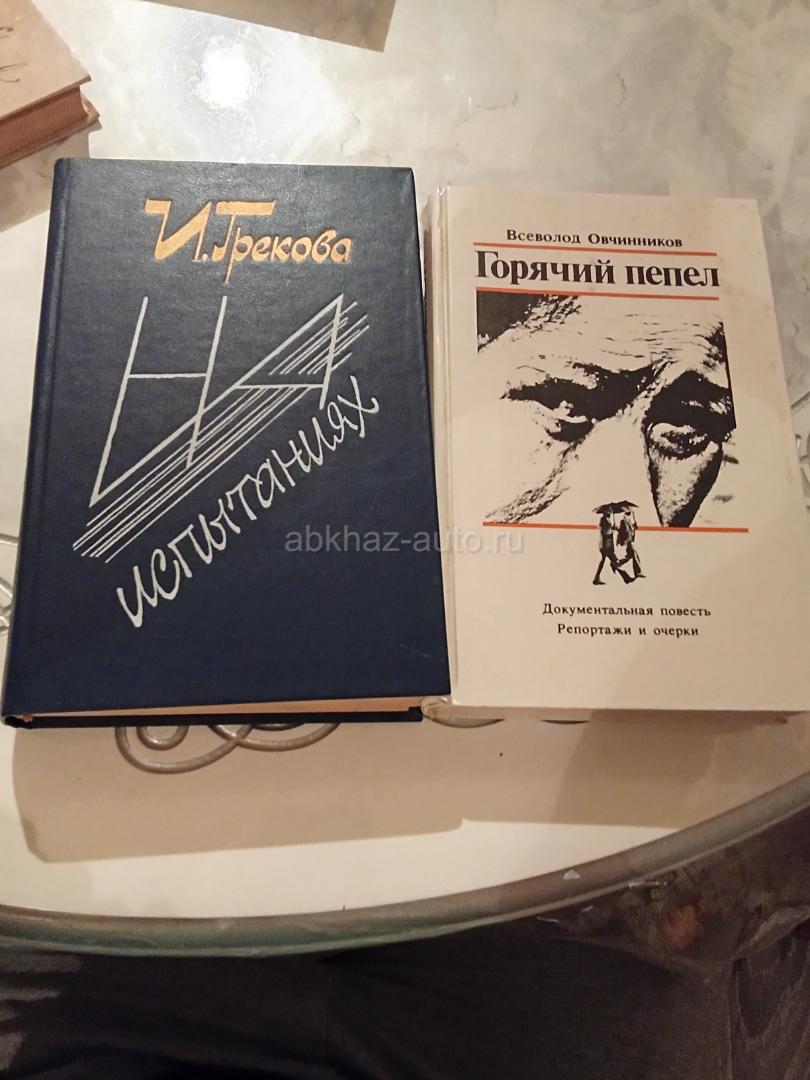 И. Грекова
НА
испытаниях
Всеволод Овчинников
Горячий пепел
Документальная повесть
Репортажи и очерки
abkhaz-auto.ru